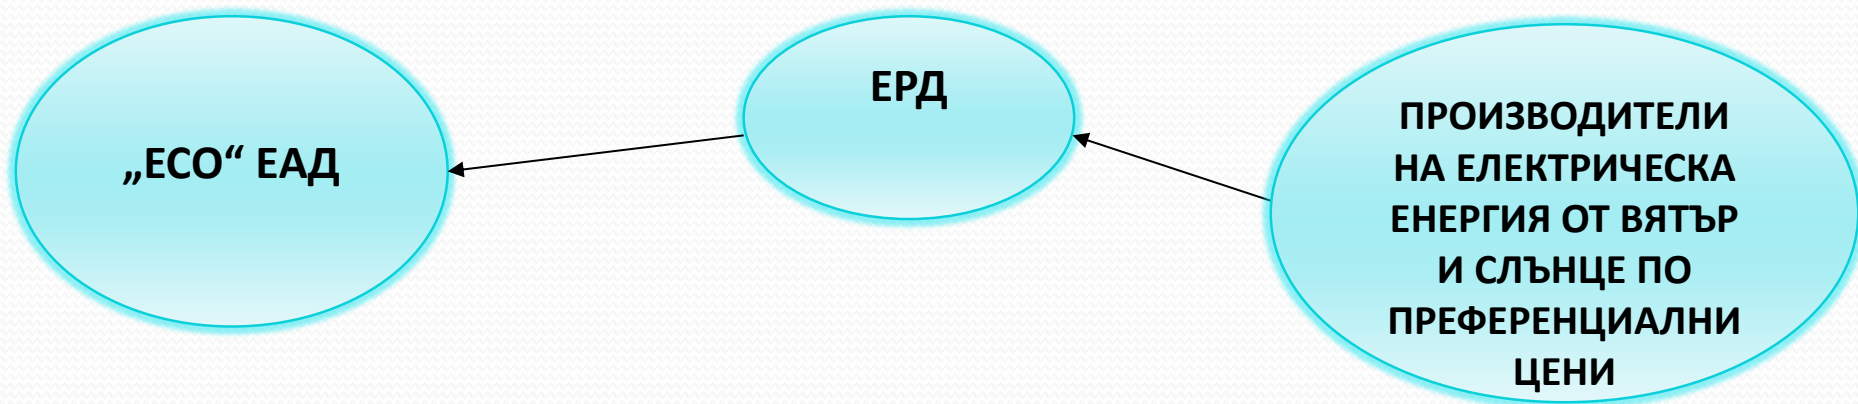 „ЕСО“ ЕАД
ЕРД
ПРОИЗВОДИТЕЛИ
НА ЕЛЕКТРИЧЕСКА
ЕНЕРГИЯ ОТ ВЯТЪР
И СЛЪНЦЕ ПО
ПРЕФЕРЕНЦИАЛНИ
ЦЕНИ